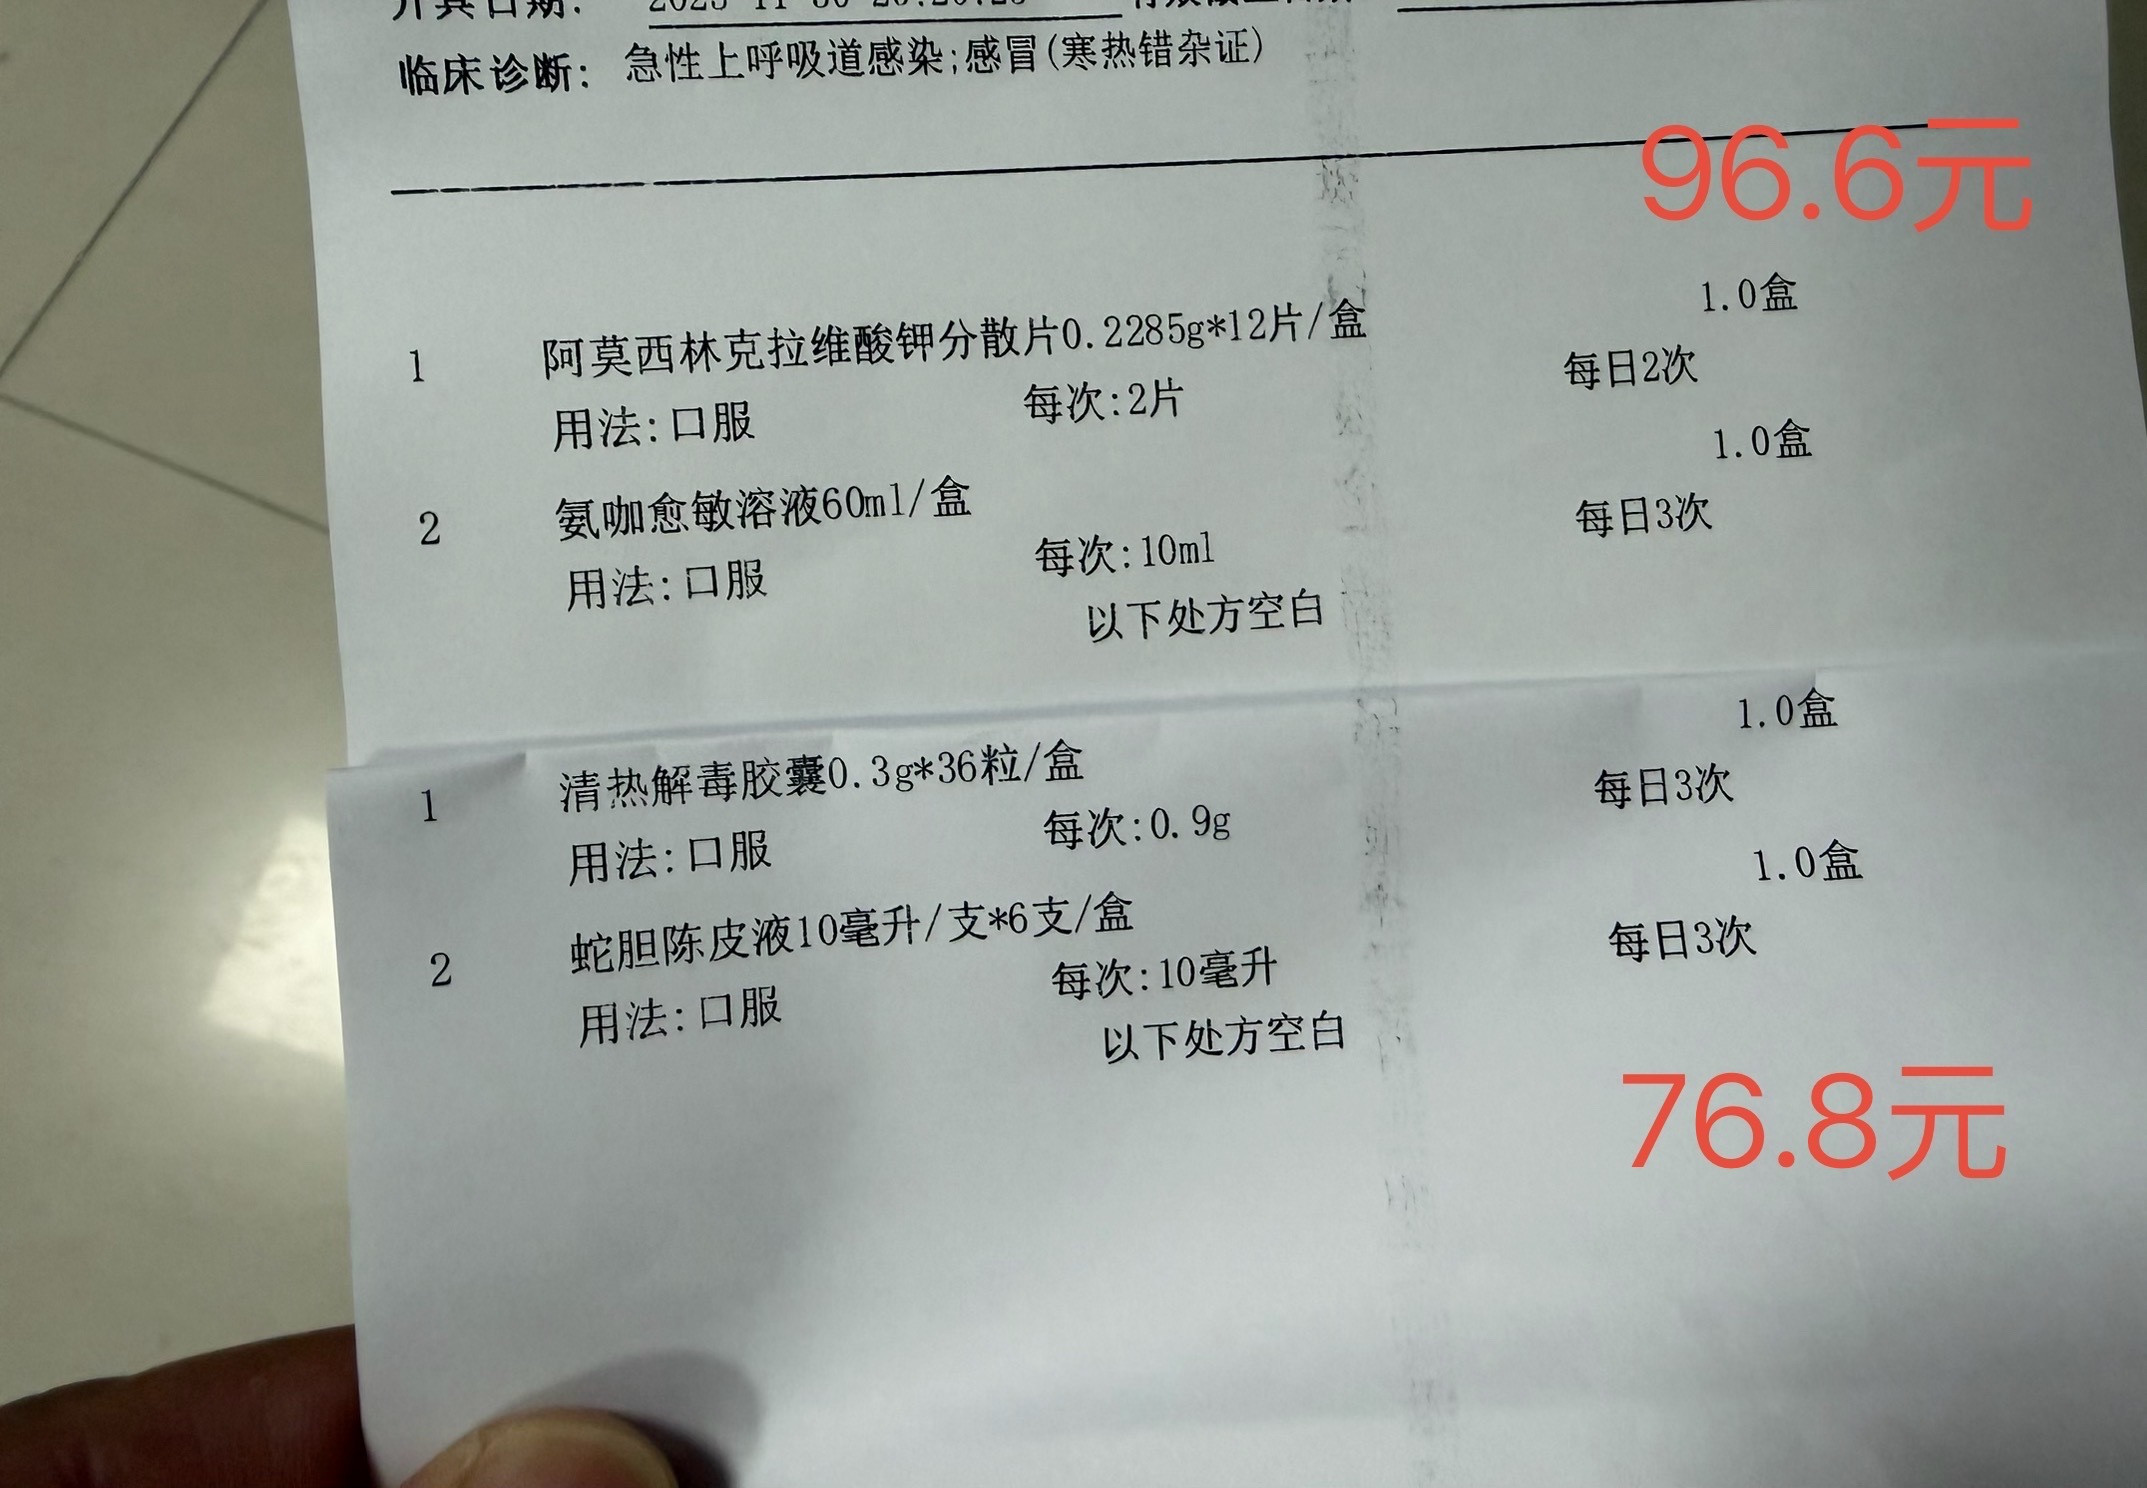 临床诊断: 急性上呼吸道感染;感冒(寒热错杂证)
96.6元
1 阿莫西林克拉维酸钾分散片0.2285g*12片/盒 1.0盒
用法:口服 每次:2片 每日2次
2 氨咖愈敏溶液60ml/盒 1.0盒
用法:口服 每次:10ml 每日3次
以下处方空白
1 清热解毒胶囊0.3g*36粒/盒 1.0盒
用法:口服 每次:0.9g 每日3次
2 蛇胆陈皮液10毫升/支*6支/盒 1.0盒
用法:口服 每次:10毫升 每日3次
以下处方空白
76.8元